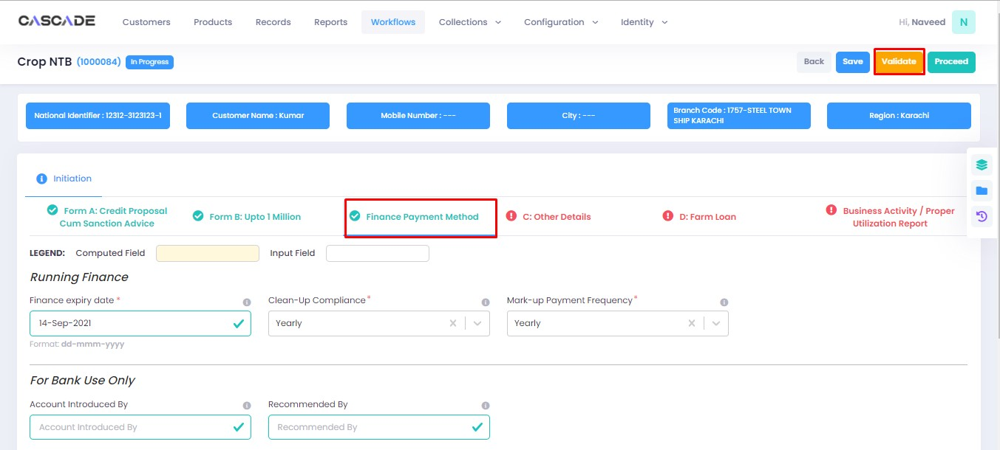 CASCADE Customers Products Records Reports Workflows Collections Configuration Identity Hi, Naveed N
Crop NTB (1000084) In Progress Back Save Validate Proceed
National Identifier : 12312-3123123-1 Customer Name : Kumar Mobile Number : --- City : ---
Branch Code : 1757-STEEL TOWN
SHIP KARACHI
Region : Karachi
Initiation
Form A: Credit Proposal
Cum Sanction Advice
Form B: Upto 1 Million
Finance Payment Method
C: Other Details
D: Farm Loan
Business Activity / Proper
Utilization Report
LEGEND: Computed Field Input Field
Running Finance
Finance expiry date * Clean-Up Compliance * Mark-up Payment Frequency *
14-Sep-2021 Yearly Yearly
Format: dd-mmm-yyyy
For Bank Use Only
Account Introduced By Recommended By
Account Introduced By Recommended By